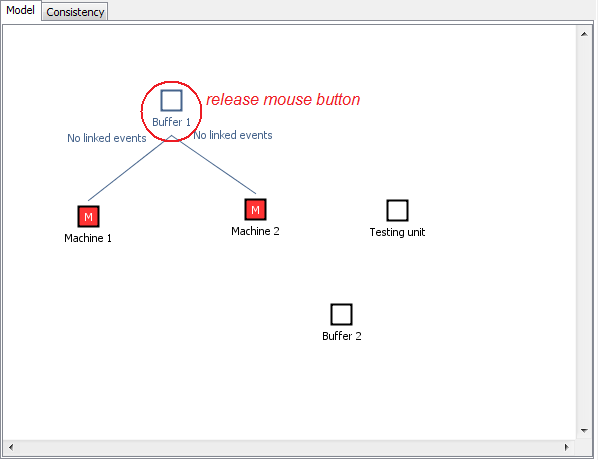 Model Consistency
release mouse button
Buffer 1
No linked events No linked events
M M
Machine 1 Machine 2 Testing unit
Buffer 2